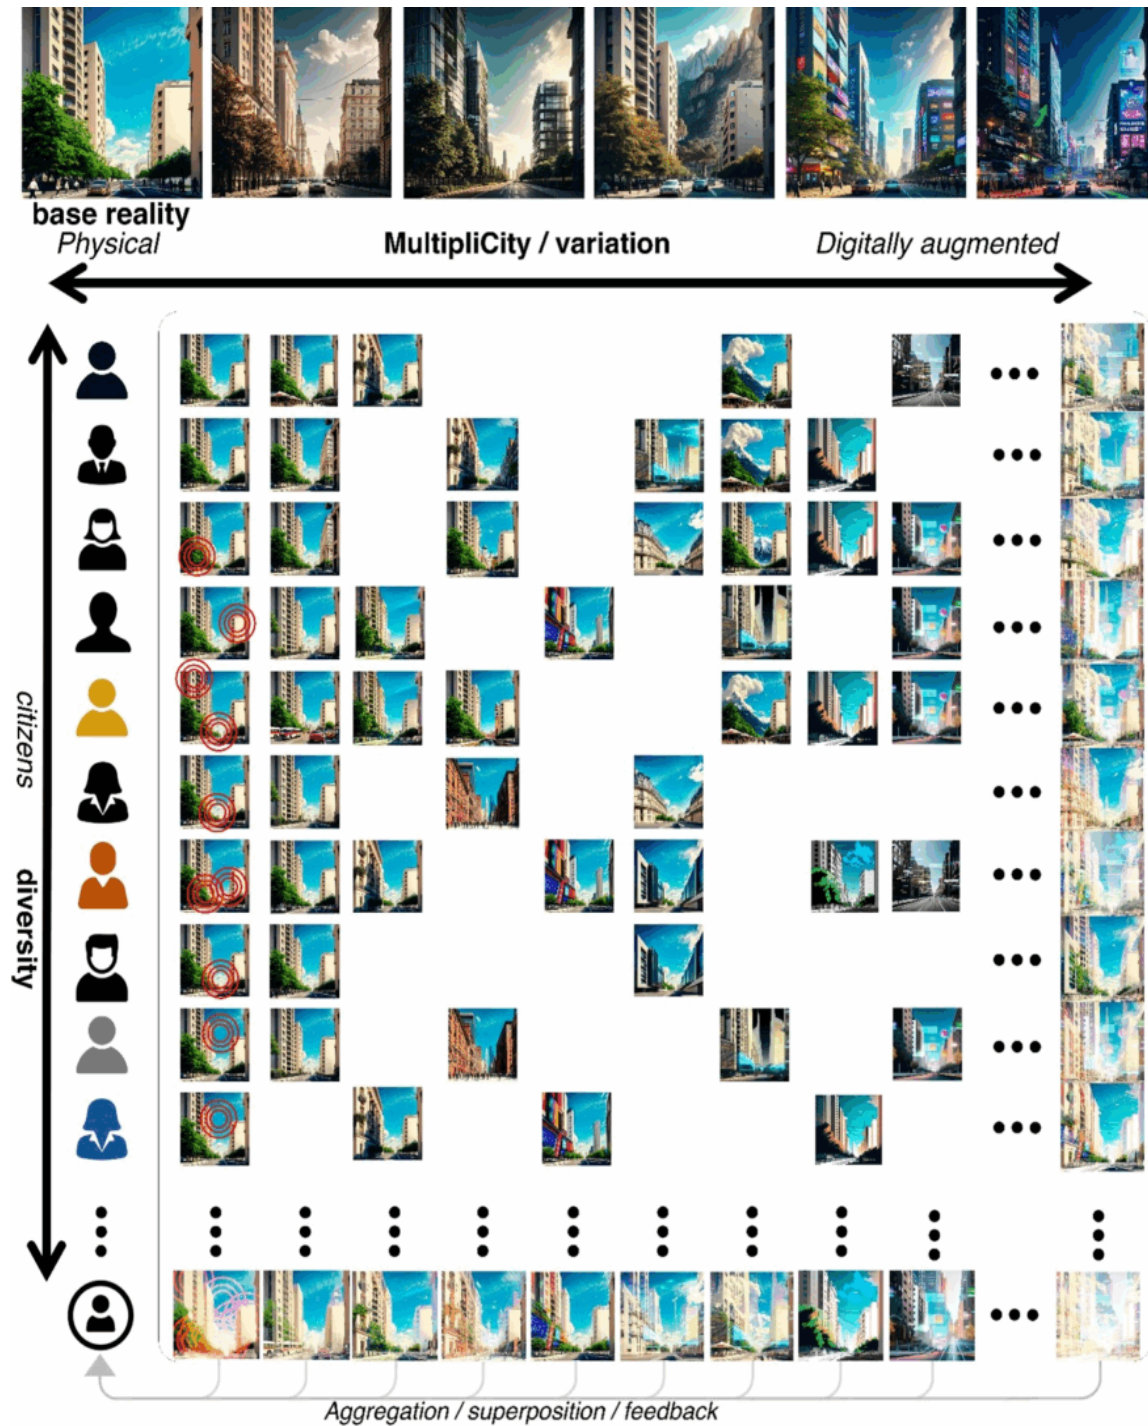 base reality
Physical
MultipliCity / variation
Digitally augmented
citizens
diversity
Aggregation / superposition / feedback